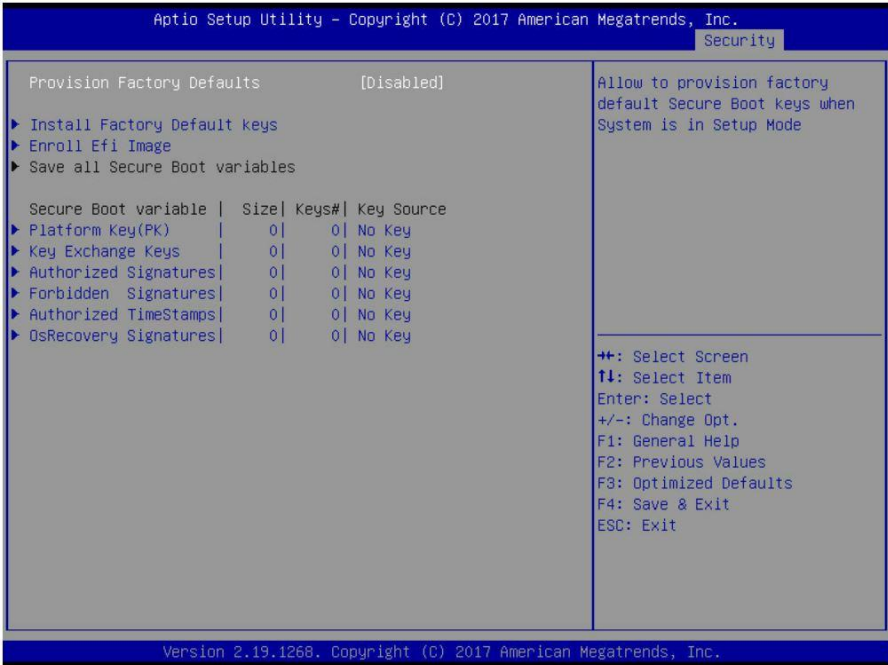 Aptio Setup Utility – Copyright (C) 2017 American Megatrends, Inc.
Security
Provision Factory Defaults [Disabled]
Install Factory Default keys
Enroll Efi Image
Save all Secure Boot variables
Secure Boot variable | Size| Keys#| Key Source
Platform Key(PK) | 0| 0| No Key
Key Exchange Keys | 0| 0| No Key
Authorized Signatures| 0| 0| No Key
Forbidden Signatures| 0| 0| No Key
Authorized TimeStamps| 0| 0| No Key
OsRecovery Signatures| 0| 0| No Key
Allow to provision factory
default Secure Boot keys when
System is in Setup Mode
→←: Select Screen
↑↓: Select Item
Enter: Select
+/-: Change Opt.
F1: General Help
F2: Previous Values
F3: Optimized Defaults
F4: Save & Exit
ESC: Exit
Version 2.19.1268. Copyright (C) 2017 American Megatrends, Inc.